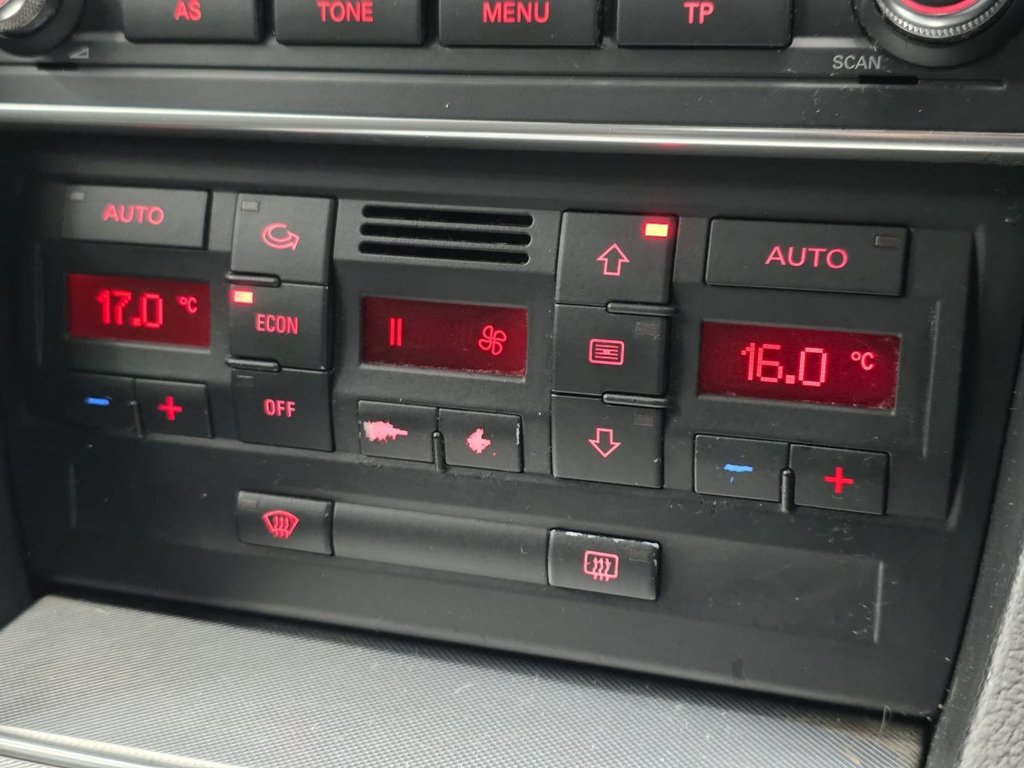 AS TONE MENU TP
SCAN
AUTO
AUTO
17.0 °C
ECON
16.0 °C
OFF
- +
- +